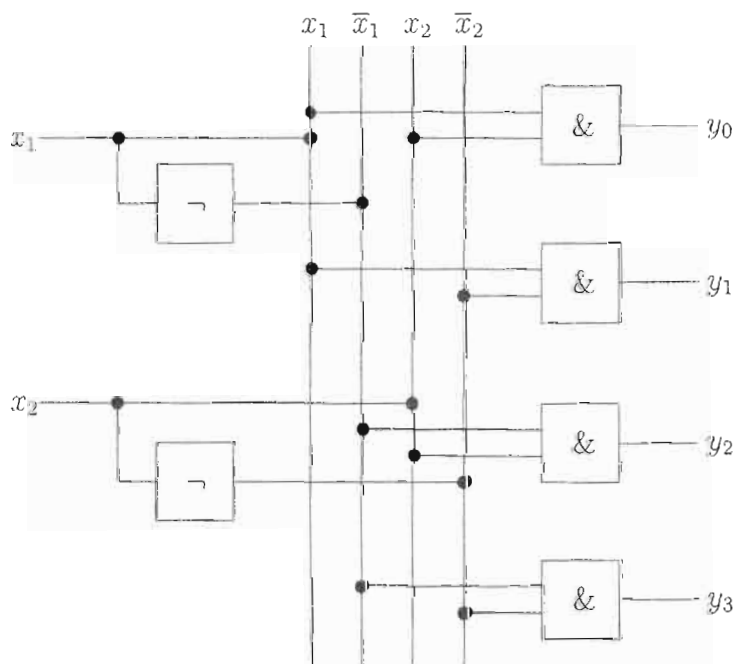 x₁ x̅₁ x₂ x̅₂
& y₀
x₁
¬
& y₁
x₂
& y₂
¬
& y₃